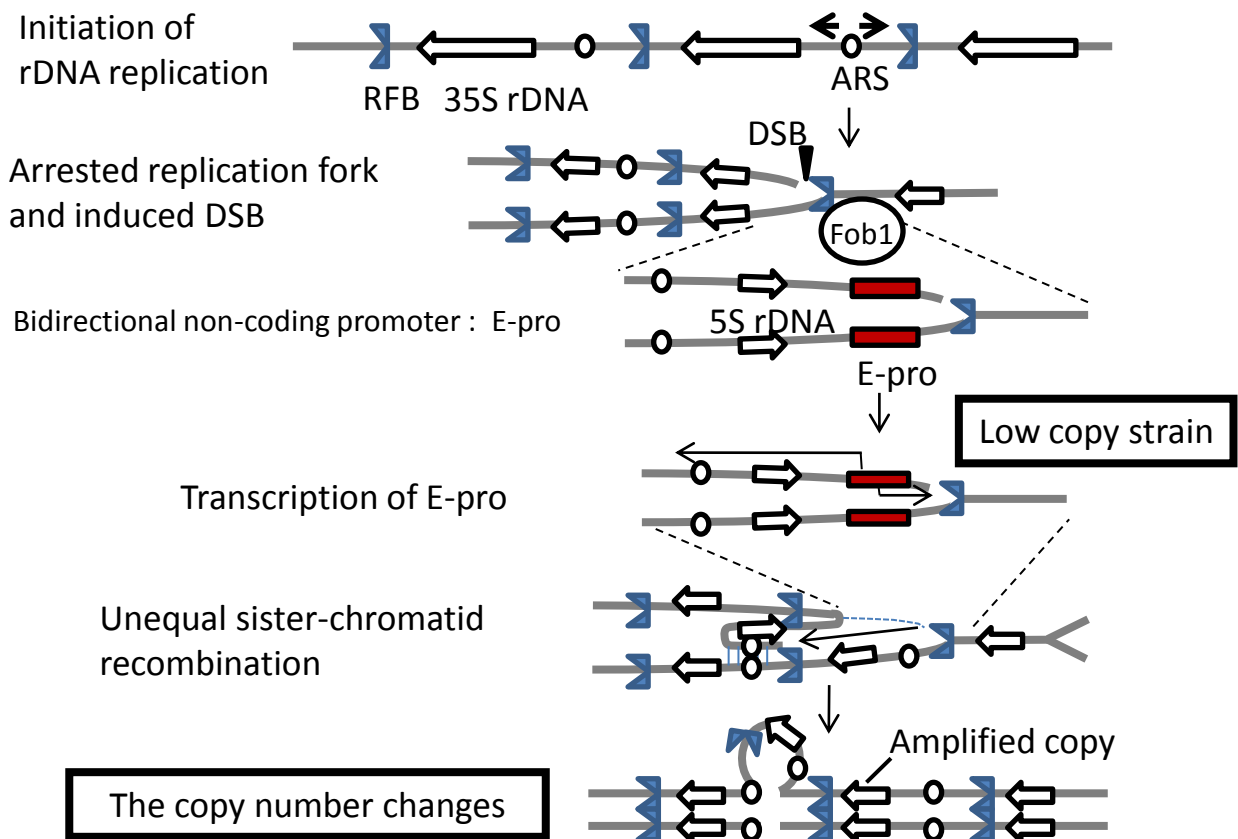 Initiation of
rDNA replication
RFB 35S rDNA
ARS
DSB
Arrested replication fork
and induced DSB
Fob1
Bidirectional non-coding promoter : E-pro
5S rDNA
E-pro
Low copy strain
Transcription of E-pro
Unequal sister-chromatid
recombination
Amplified copy
The copy number changes